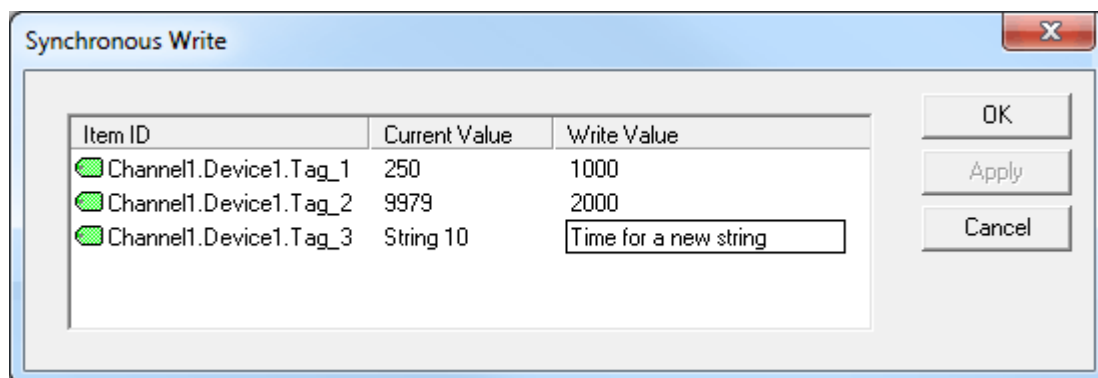 Synchronous Write
Item ID Current Value Write Value
Channel1.Device1.Tag_1 250 1000
Channel1.Device1.Tag_2 9979 2000
Channel1.Device1.Tag_3 String 10 Time for a new string
OK
Apply
Cancel